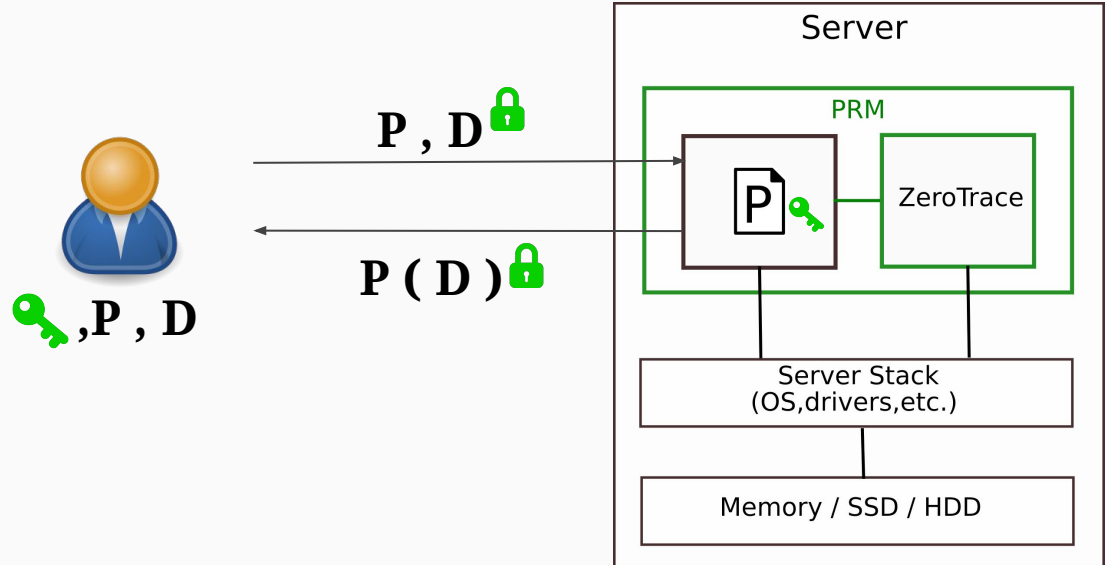 Server
PRM
P , D
P
ZeroTrace
P ( D )
,P , D
Server Stack
(OS,drivers,etc.)
Memory / SSD / HDD